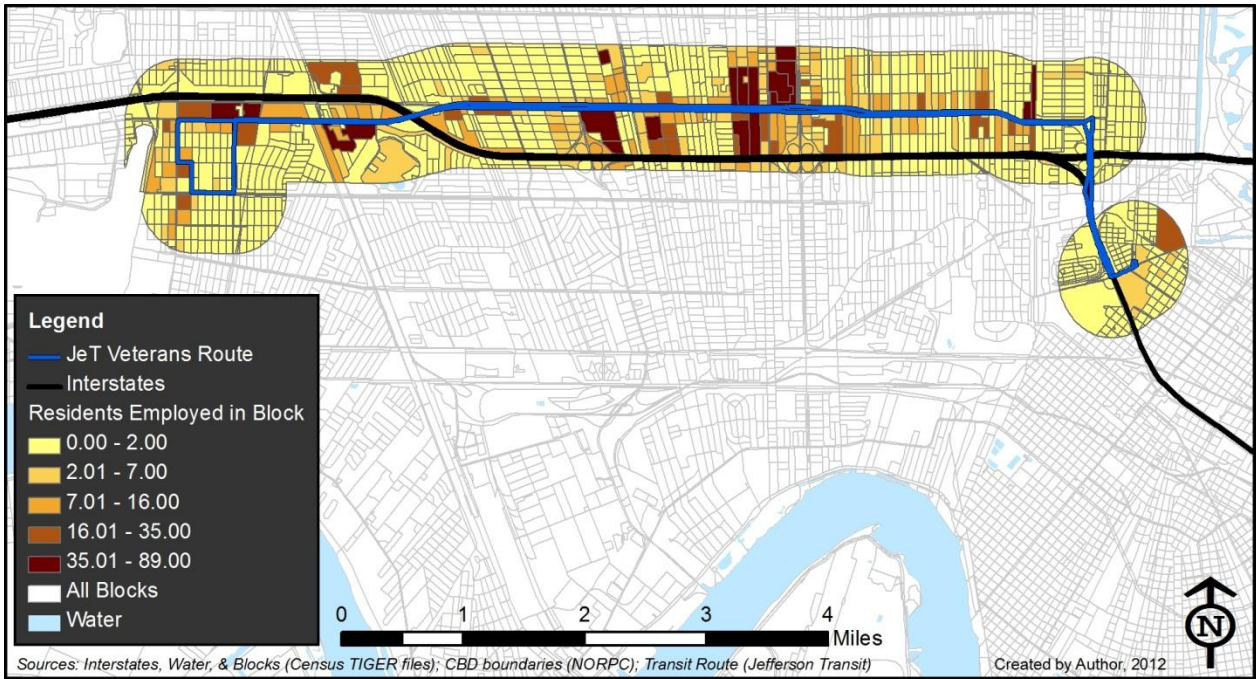 Legend
JeT Veterans Route
Interstates
Residents Employed in Block
0.00 - 2.00
2.01 - 7.00
7.01 - 16.00
16.01 - 35.00
35.01 - 89.00
All Blocks
Water
0 1 2 3 4
Miles
N
Sources: Interstates, Water, & Blocks (Census TIGER files); CBD boundaries (NORPC); Transit Route (Jefferson Transit)
Created by Author, 2012